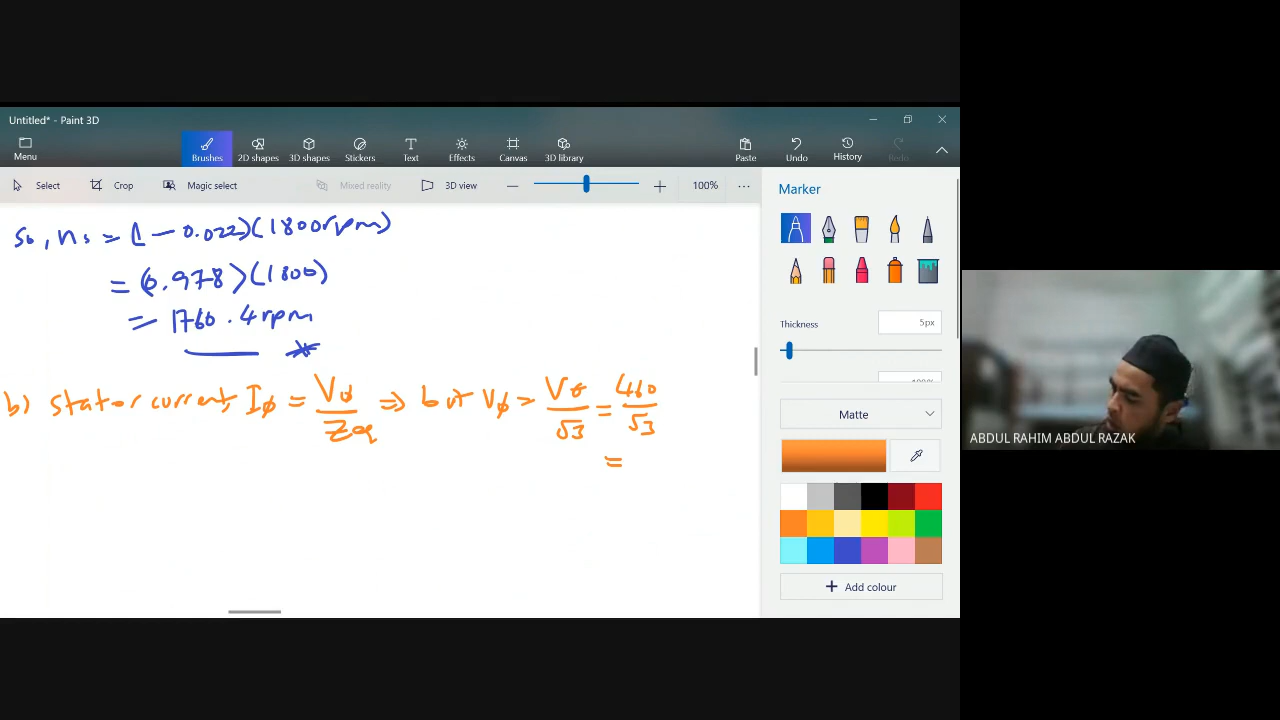 Untitled* - Paint 3D
Menu
Brushes
2D shapes
3D shapes
Stickers
Text
Effects
Canvas
3D library
Paste
Undo
History
Redo
Select
Crop
Magic select
Mixed reality
3D view
100%
Marker
Thickness
5px
Matte
Add colour
So, ns = (1 - 0.022)(1800rpm)
= (0.978)(1800)
= 1760.4 rpm
b) stator current, Iφ = Vφ / Zeq ⇒ but Vφ = Vt / √3 = 460 / √3
=
ABDUL RAHIM ABDUL RAZAK